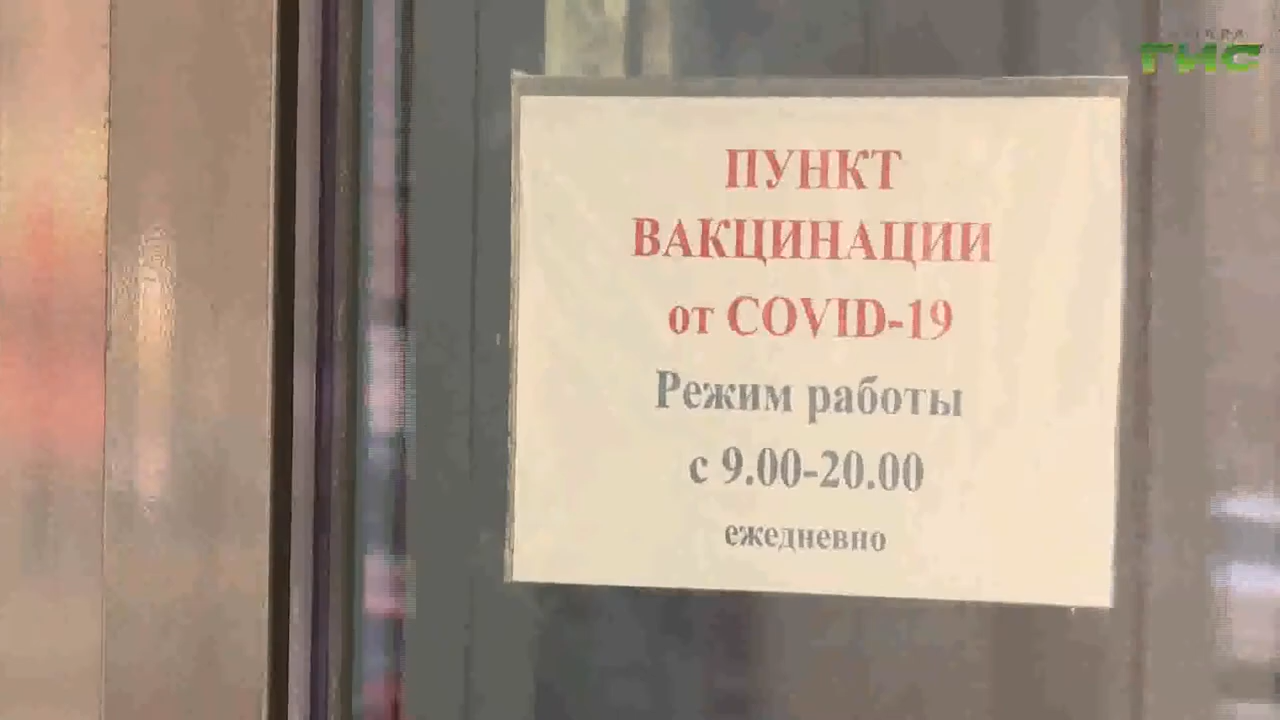 ГИС
ПУНКТ
ВАКЦИНАЦИИ
от COVID-19
Режим работы
с 9.00-20.00
ежедневно